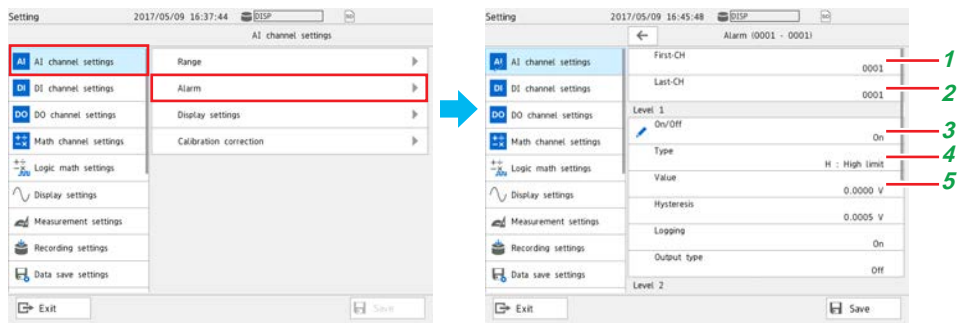 Setting 2017/05/09 16:37:44 DISP SD
AI channel settings
AI AI channel settings
DI DI channel settings
DO DO channel settings
Math channel settings
Logic math settings
Display settings
Measurement settings
Recording settings
Data save settings
Range
Alarm
Display settings
Calibration correction
Exit
Save
Setting 2017/05/09 16:45:48 DISP SD
Alarm (0001 - 0001)
AI AI channel settings
DI DI channel settings
DO DO channel settings
Math channel settings
Logic math settings
Display settings
Measurement settings
Recording settings
Data save settings
First-CH
0001
1
Last-CH
0001
2
Level 1
On/Off
On
3
Type
H : High limit
4
Value
0.0000 V
5
Hysteresis
0.0005 V
Logging
On
Output type
Off
Level 2
Exit
Save